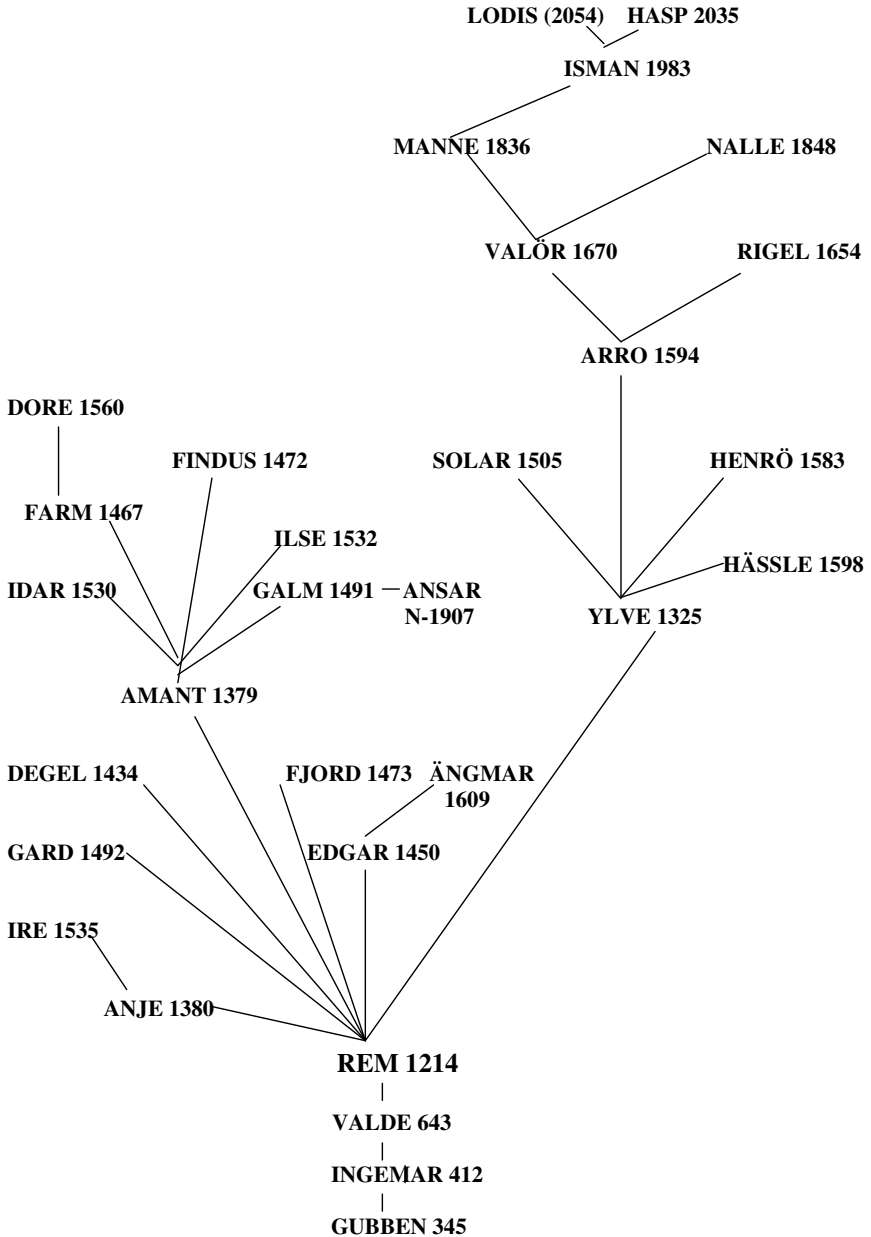 LODIS (2054) HASP 2035
ISMAN 1983
MANNE 1836 NALLE 1848
VALÖR 1670 RIGEL 1654
ARRO 1594
DORE 1560
FINDUS 1472 SOLAR 1505 HENRÖ 1583
FARM 1467
ILSE 1532
HÄSSLE 1598
IDAR 1530 GALM 1491 ANSAR
N-1907 YLVE 1325
AMANT 1379
DEGEL 1434 FJORD 1473 ÄNGMAR
1609
GARD 1492 EDGAR 1450
IRE 1535
ANJE 1380
REM 1214
VALDE 643
INGEMAR 412
GUBBEN 345